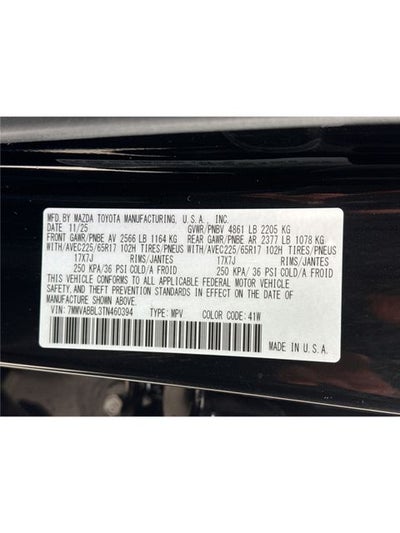 MFD. BY MAZDA TOYOTA MANUFACTURING, U.S.A., INC.
DATE 11/25 GVWR/PNBV 4861 LB 2205 KG
FRONT GAWR/PNBE AV 2566 LB 1164 KG REAR GAWR/PNBE AR 2377 LB 1078 KG
WITH/AVEC225/65R17 102H TIRES/PNEUS WITH/AVEC225/65R17 102H TIRES/PNEUS
17X7J RIMS/JANTES 17X7J RIMS/JANTES
250 KPA/36 PSI COLD/A FROID 250 KPA/ 36 PSI COLD/A FROID
THIS VEHICLE CONFORMS TO ALL APPLICABLE FEDERAL MOTOR VEHICLE
SAFETY, AND THEFT PREVENTION STANDARDS IN EFFECT ON THE DATE OF
MANUFACTURE SHOWN ABOVE.
VIN: 7MMVABBL3TN460394 TYPE: MPV COLOR CODE: 41W
MADE IN U.S.A.